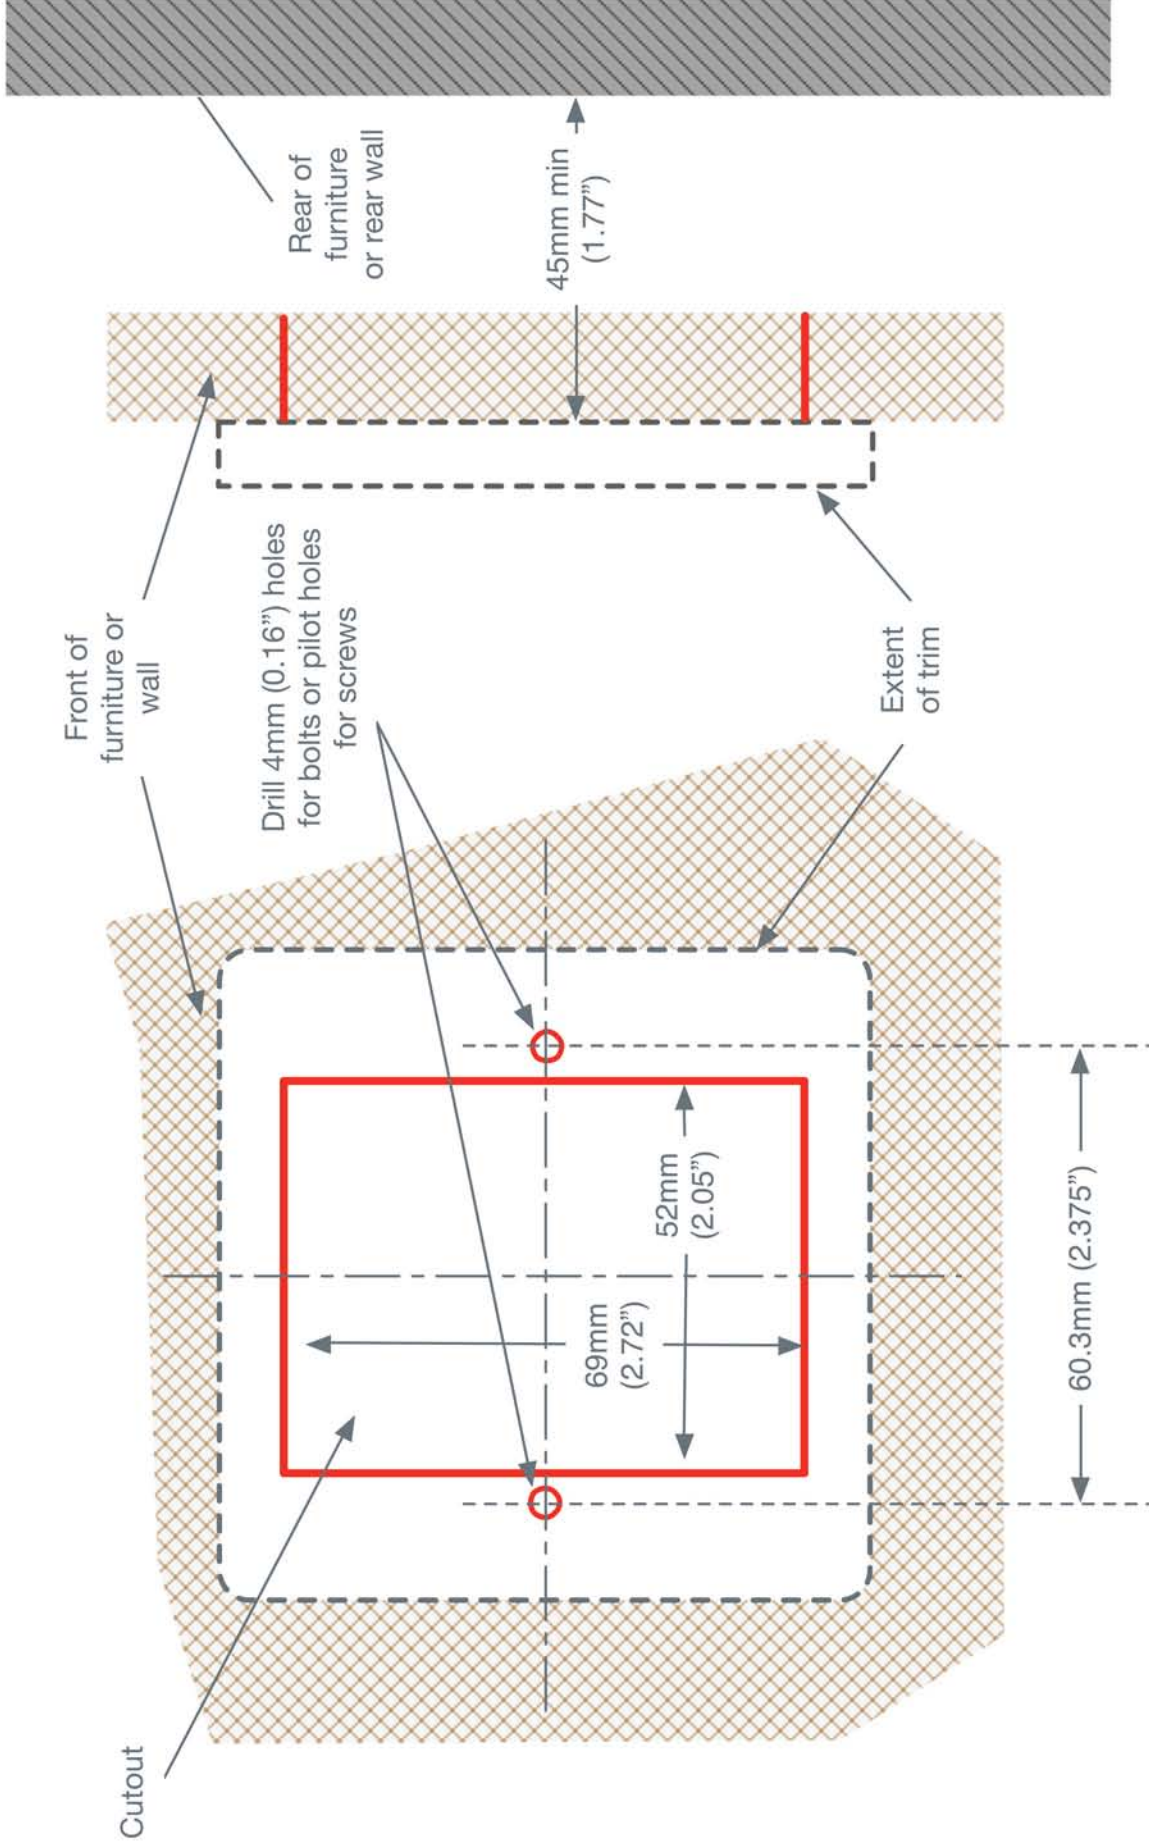 Cutout
Front of
furniture or
wall
Rear of
furniture
or rear wall
Drill 4mm (0.16”) holes
for bolts or pilot holes
for screws
45mm min
(1.77”)
69mm
(2.72”)
52mm
(2.05”)
Extent
of trim
60.3mm (2.375”)